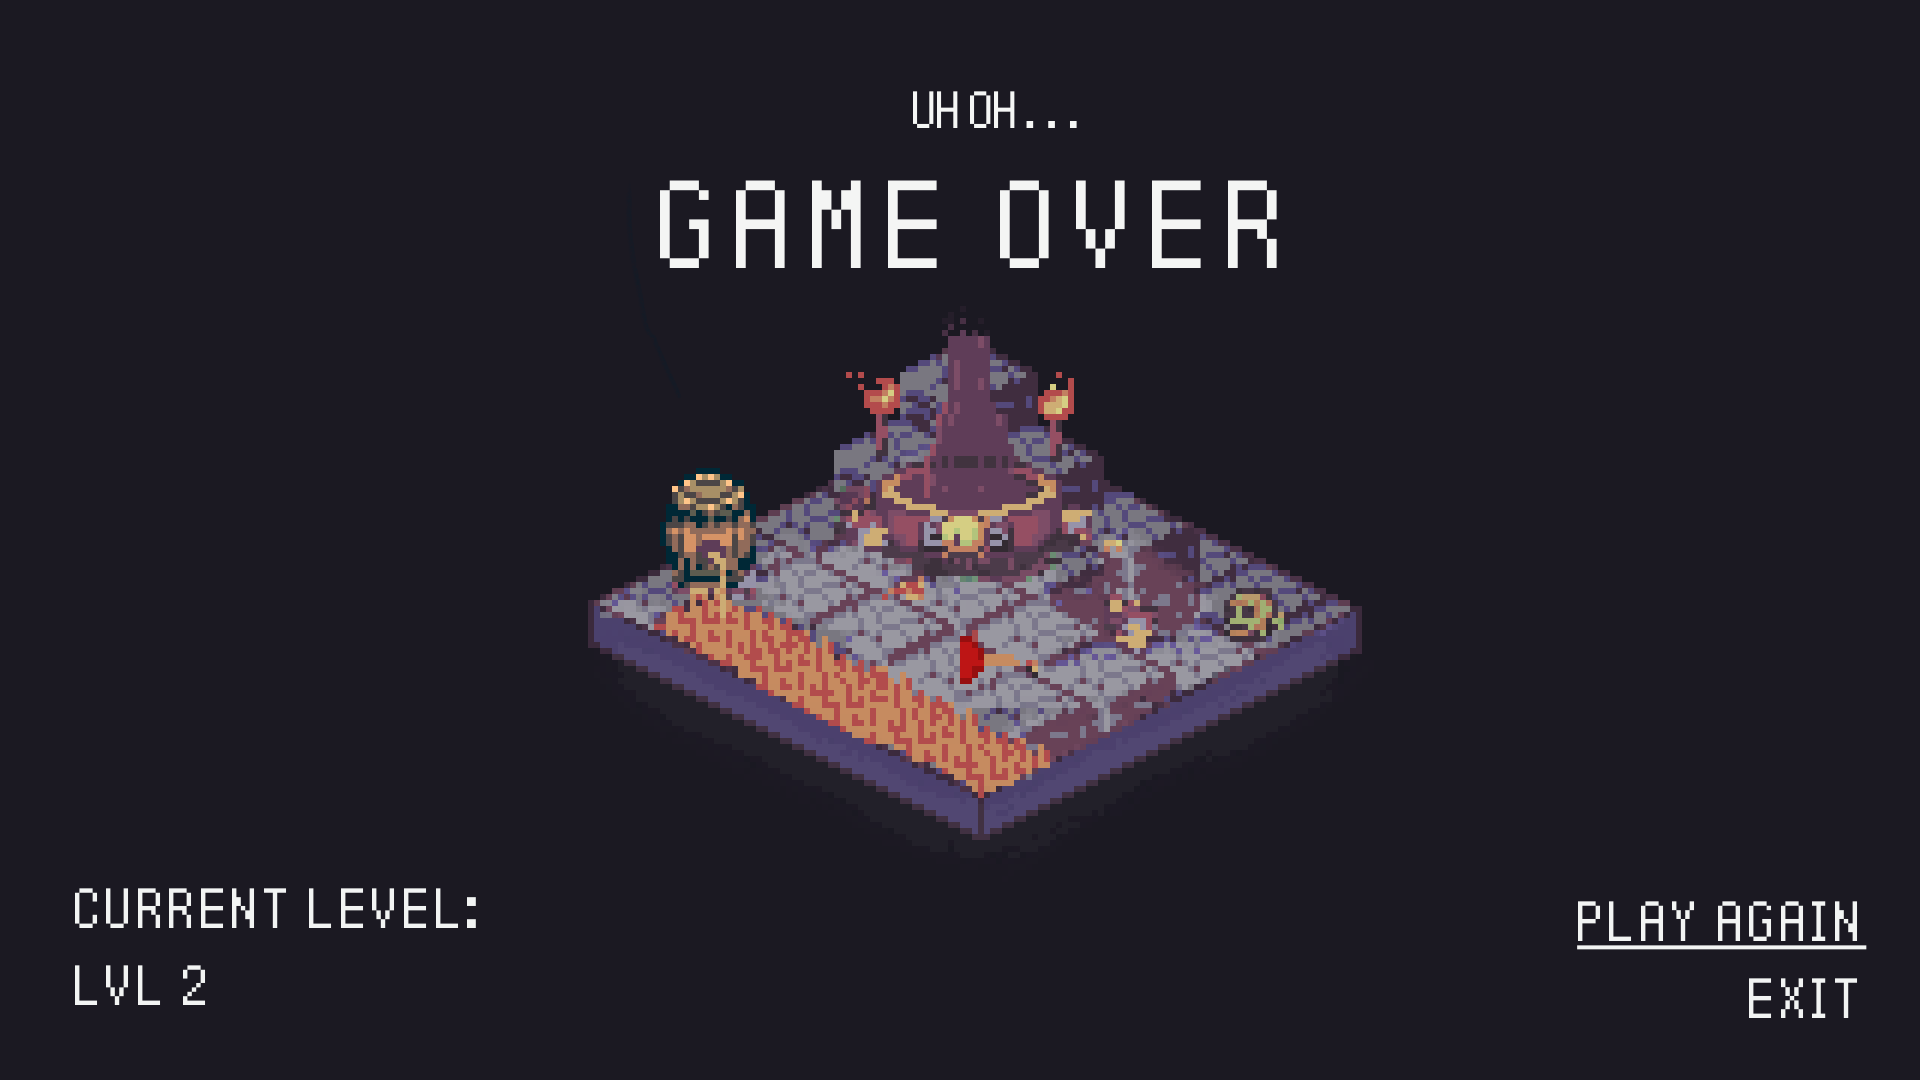 UH OH...
GAME OVER
CURRENT LEVEL:
LVL 2
PLAY AGAIN
EXIT